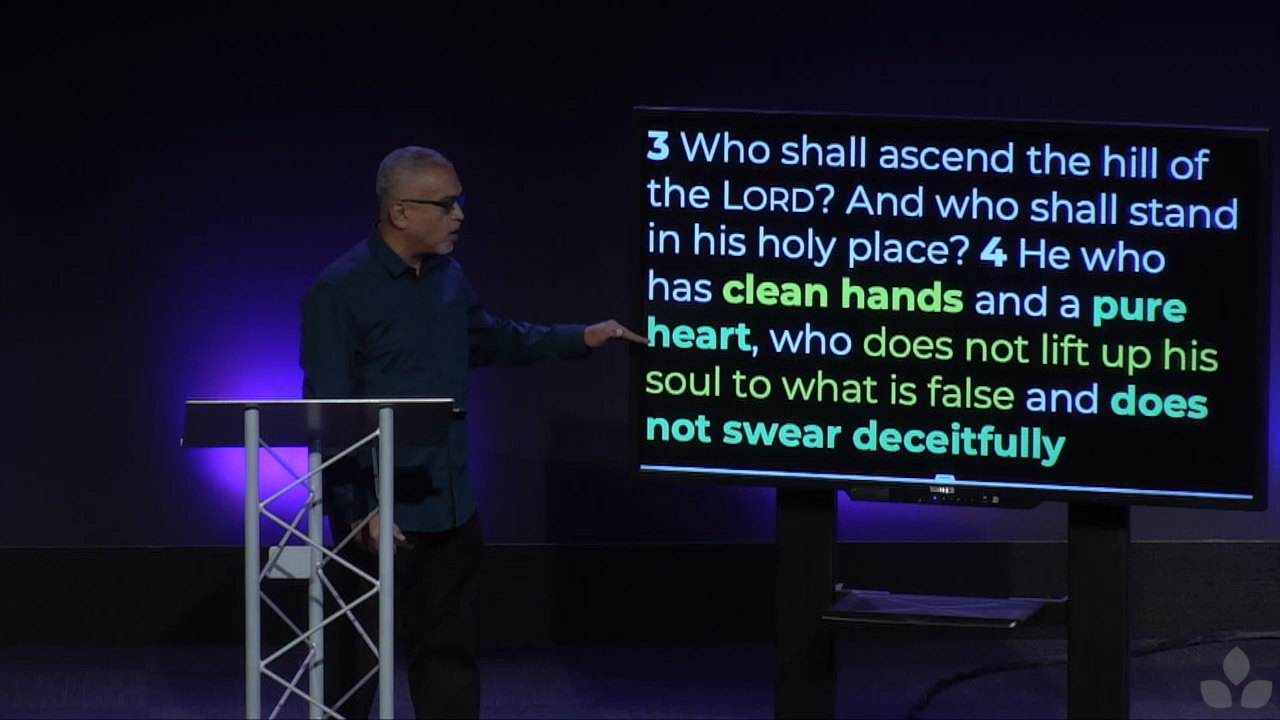 3 Who shall ascend the hill of
the LORD? And who shall stand
in his holy place? 4 He who
has clean hands and a pure
heart, who does not lift up his
soul to what is false and does
not swear deceitfully